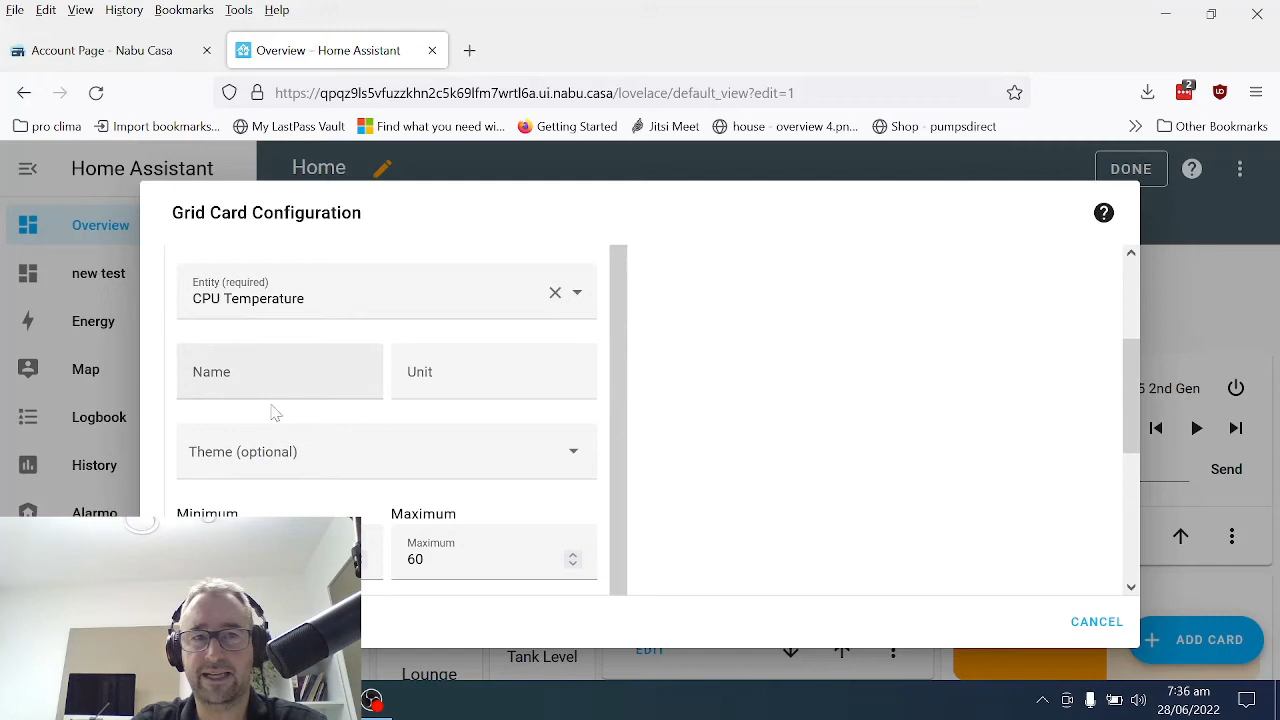 File Edit View History Bookmarks Tools Help
Account Page - Nabu Casa
Overview – Home Assistant
https://qpqz9ls5vfuzzkhn2c5k69lfm7wrtl6a.ui.nabu.casa/lovelace/default_view?edit=1
2
pro clima
Import bookmarks...
My LastPass Vault
Find what you need wi...
Getting Started
Jitsi Meet
house - overview 4.pn...
Shop - pumpsdirect
Other Bookmarks
Home Assistant
Home
DONE
Grid Card Configuration
Overview
new test
Energy
Map
Logbook
History
Alarmo
Entity (required)
CPU Temperature
Name
Unit
Theme (optional)
Minimum
Maximum
Maximum
60
5 2nd Gen
Send
CANCEL
ADD CARD
EDIT
Lounge
Tank Level
7:36 am
28/06/2022